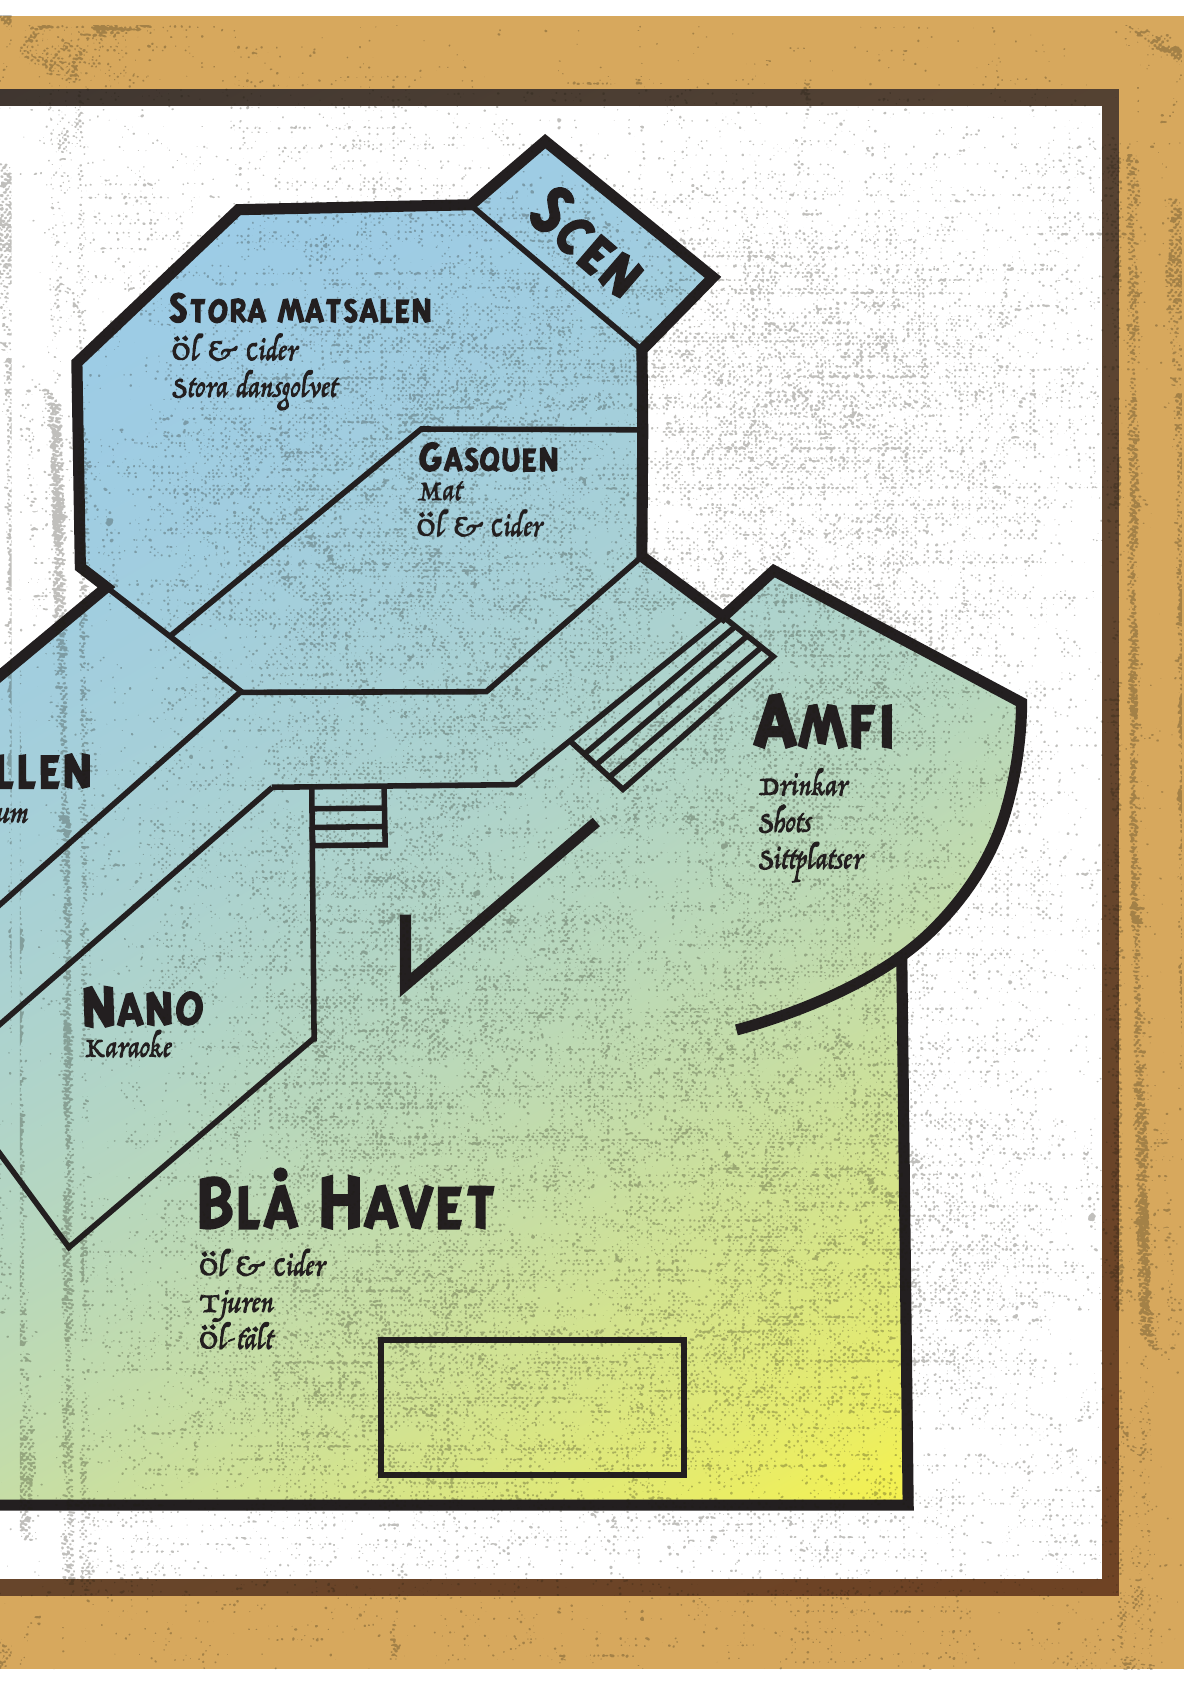 SCEN
STORA MATSALEN
Öl & Cider
Stora dansgolvet
GASQUEN
Mat
Öl & Cider
AMFI
Drinkar
Shots
Sittplatser
LLEN
um
NANO
Karaoke
BLÅ HAVET
Öl & Cider
Tjuren
Öl-tält